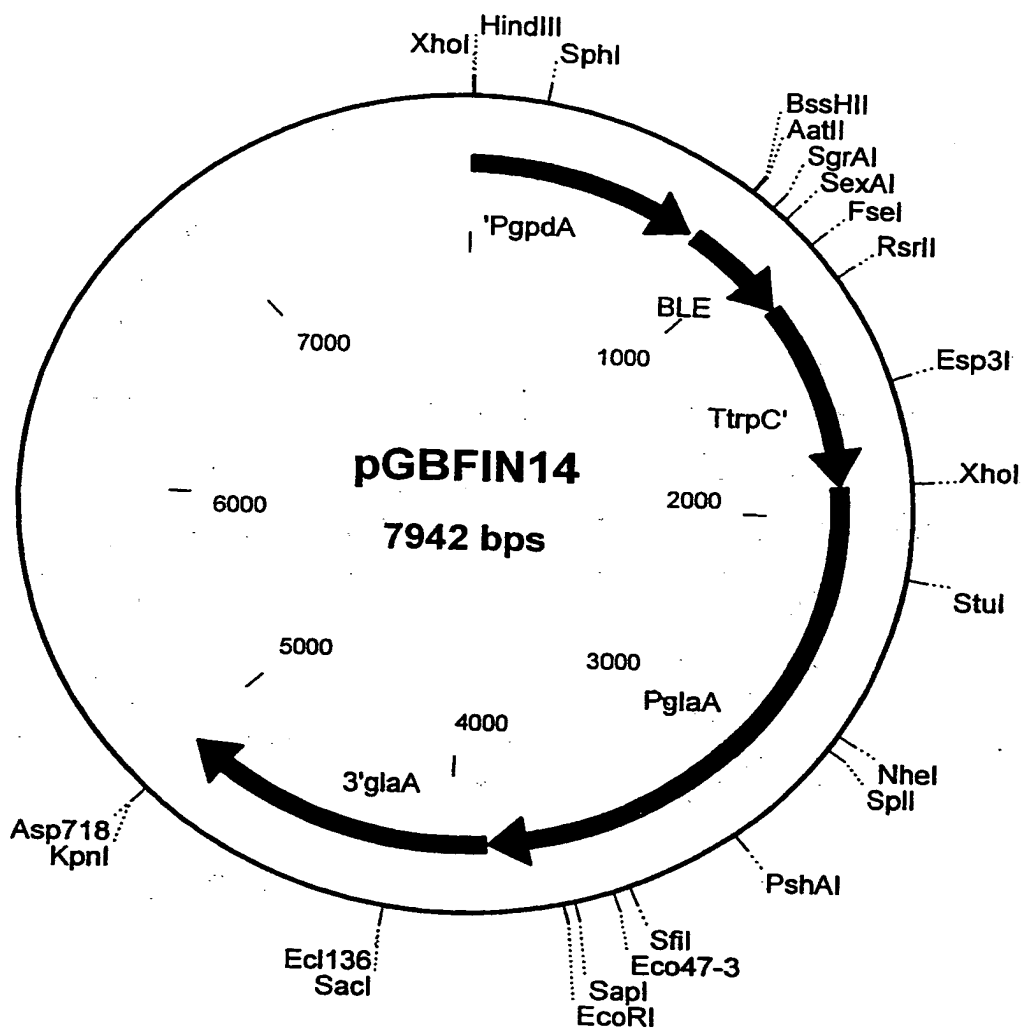 XhoI
HindIII
SphI
BssHII
AatII
SgrAI
SexAI
FseI
RsrII
'PgpdA
BLE
7000
1000
Esp3I
TtrpC'
pGBFIN14
XhoI
6000
2000
7942 bps
StuI
5000
3000
PglaA
4000
3'glaA
NheI
SplI
Asp718
KpnI
PshAI
SfiI
Eco47-3
Ecl136
SacI
SapI
EcoRI